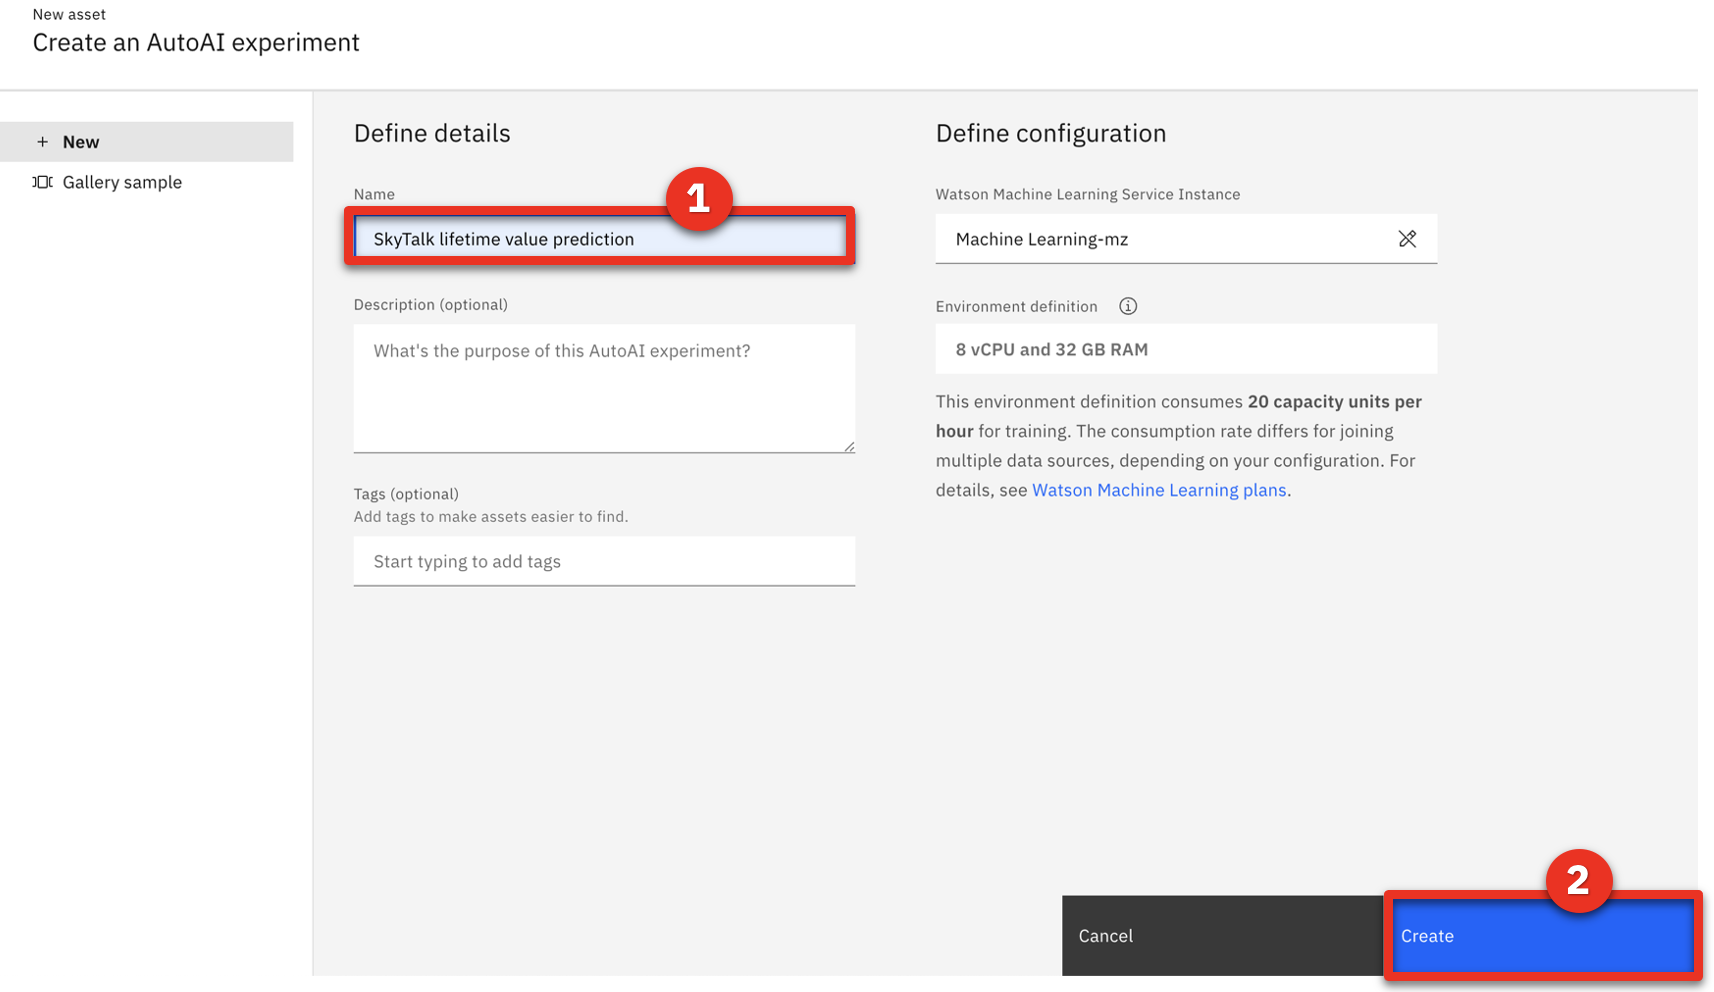 New asset
Create an AutoAI experiment
+ New
Gallery sample
Define details
Name
1
SkyTalk lifetime value prediction
Description (optional)
What's the purpose of this AutoAI experiment?
Tags (optional)
Add tags to make assets easier to find.
Start typing to add tags
Define configuration
Watson Machine Learning Service Instance
Machine Learning-mz
Environment definition
8 vCPU and 32 GB RAM
This environment definition consumes 20 capacity units per
hour for training. The consumption rate differs for joining
multiple data sources, depending on your configuration. For
details, see Watson Machine Learning plans.
2
Cancel
Create